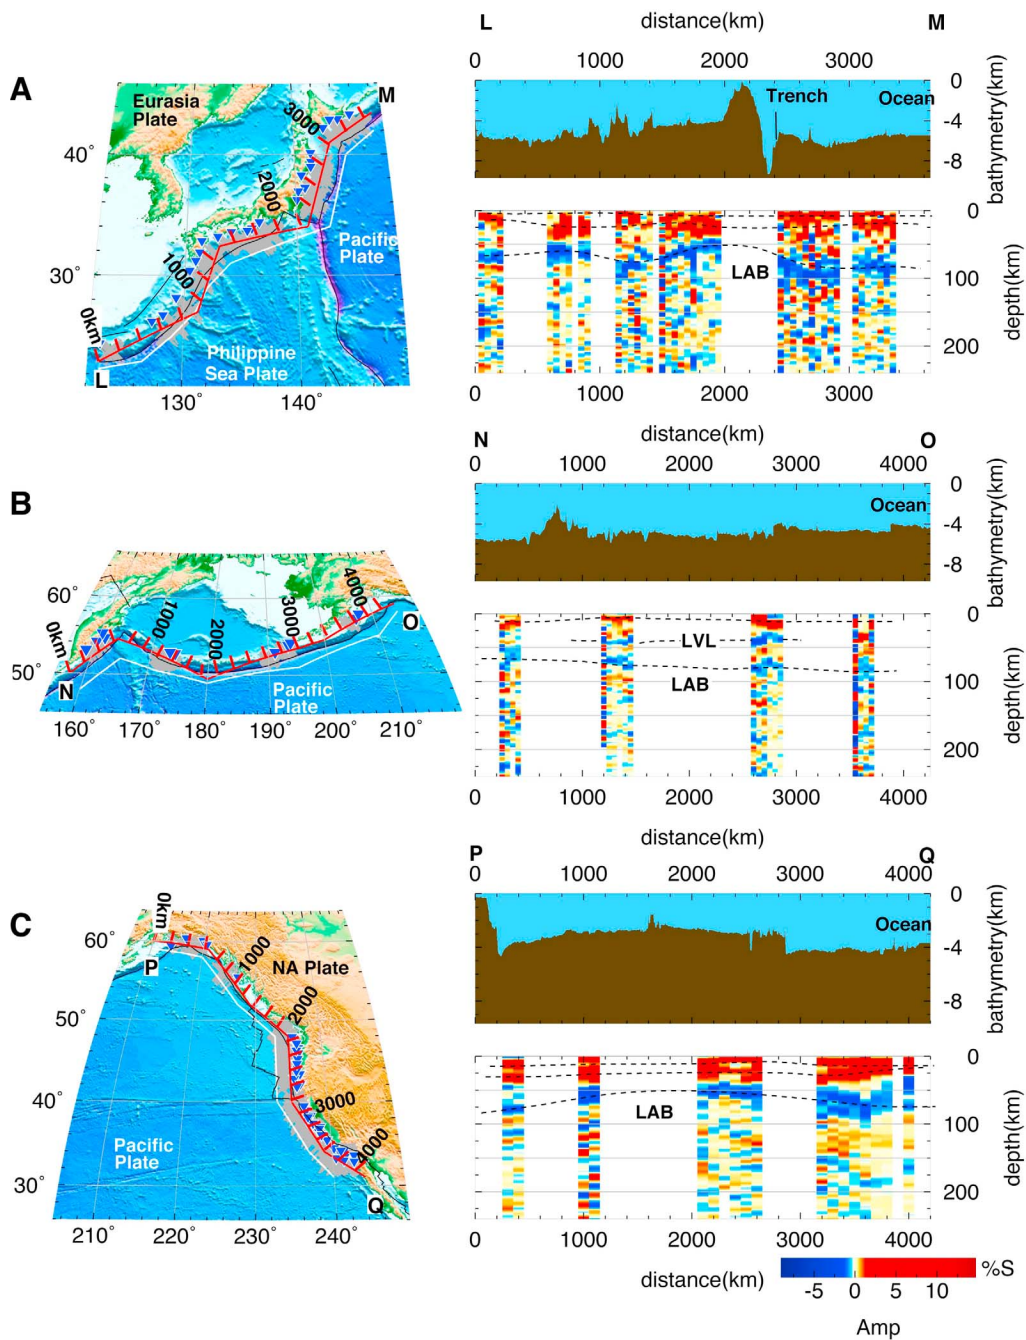 L
distance(km)
M
0 1000 2000 3000
A
Eurasia
Plate
M
3000
2000
1000
0km
40°
30°
Pacific
Plate
Philippine
Sea Plate
L
130° 140°
Trench
Ocean
0
-4
-8
bathymetry(km)
LAB
0
100
200
depth(km)
0 1000 2000 3000
distance(km)
N
O
0 1000 2000 3000 4000
B
60°
50°
0km
1000
2000
3000
4000
N
O
Pacific
Plate
160° 170° 180° 190° 200° 210°
Ocean
0
-4
-8
bathymetry(km)
LVL
LAB
0
100
200
depth(km)
0 1000 2000 3000 4000
distance(km)
P
Q
0 1000 2000 3000 4000
C
60°
50°
40°
30°
0km
P
1000
NA Plate
2000
3000
4000
Pacific
Plate
Q
210° 220° 230° 240°
Ocean
0
-4
-8
bathymetry(km)
LAB
0
100
200
depth(km)
0 1000 2000 3000 4000
distance(km)
%S
-5 0 10
Amp